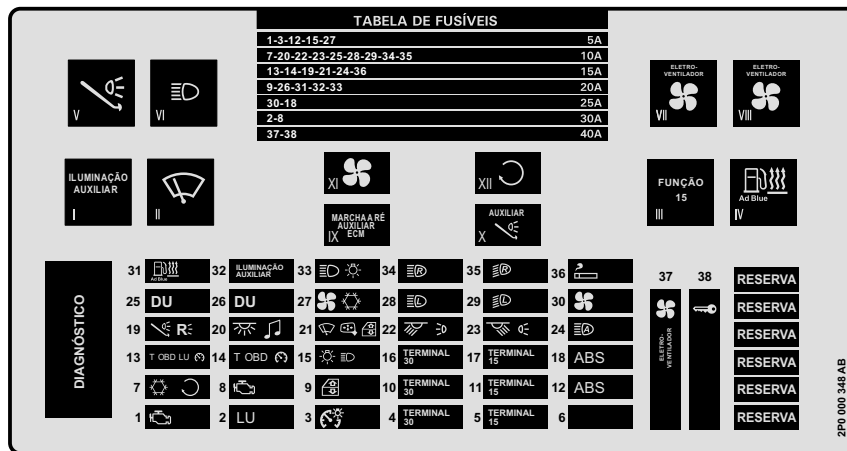 TABELA DE FUSÍVEIS
1-3-12-15-27 5A
7-20-22-23-25-28-29-34-35 10A
13-14-19-21-24-36 15A
9-26-31-32-33 20A
30-18 25A
2-8 30A
37-38 40A
V
VI
ELETRO-
VENTILADOR
VII
ELETRO-
VENTILADOR
VIII
ILUMINAÇÃO
AUXILIAR
I
II
XI
XII
MARCHA A RÉ
AUXILIAR
IX ECM
AUXILIAR
X
FUNÇÃO
15
III
Ad Blue
IV
DIAGNÓSTICO
31 Ad Blue 32 ILUMINAÇÃO AUXILIAR 33 34 R 35 R 36
25 DU 26 DU 27 28 D 29 D 30
19 R 20 21 22 23 24 A
13 T OBD LU 14 T OBD 15 16 TERMINAL 30 17 TERMINAL 15 18 ABS
7 8 9 10 TERMINAL 30 11 TERMINAL 15 12 ABS
1 2 LU 3 4 TERMINAL 30 5 TERMINAL 15 6
37 38
ELETRO-
VENTILADOR
RESERVA
RESERVA
RESERVA
RESERVA
RESERVA
RESERVA
2P0 000 348 AB